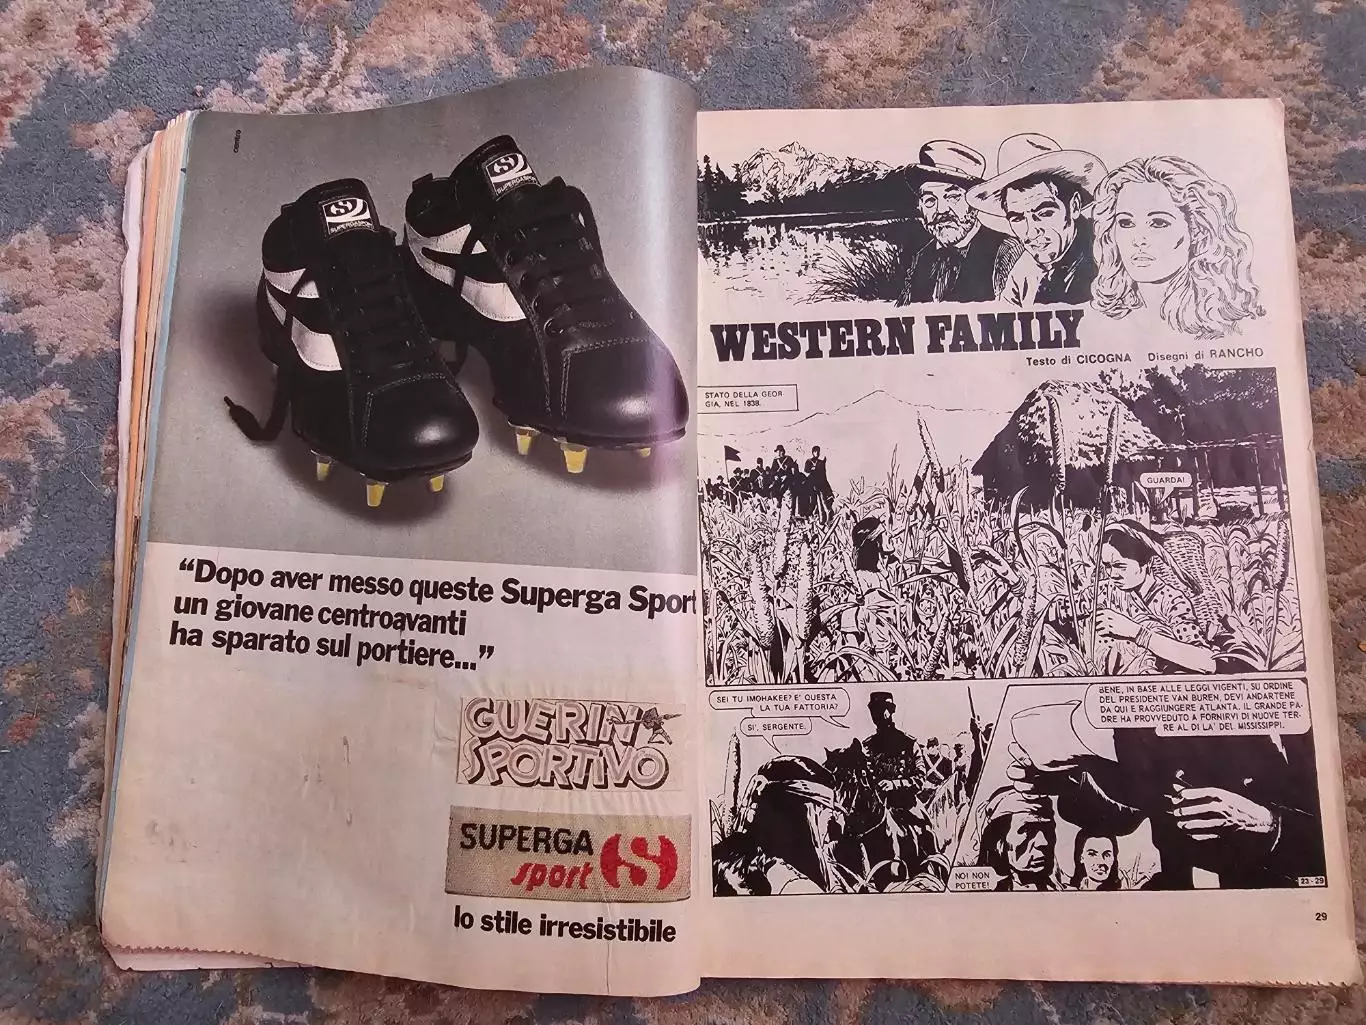 centro
SUPERGASPORT
SUPERGASPORT
“Dopo aver messo queste Superga Sport
un giovane centroavanti
ha sparato sul portiere...”
GUERIN
SPORTIVO
SUPERGA
sport
lo stile irresistibile
WESTERN FAMILY
Testo di CICOGNA Disegni di RANCHO
STATO DELLA GEOR
GIA, NEL 1838.
GUARDA!
SEI TU IMOHAKEE? E' QUESTA
LA TUA FATTORIA?
SI', SERGENTE.
BENE, IN BASE ALLE LEGGI VIGENTI, SU ORDINE
DEL PRESIDENTE VAN BUREN, DEVI ANDARTENE
DA QUI E RAGGIUNGERE ATLANTA. IL GRANDE PA-
DRE HA PROVVEDUTO A FORNIRVI DI NUOVE TER-
RE AL DI LA' DEL MISSISSIPPI.
NOI NON
POTETE!
23-29
29